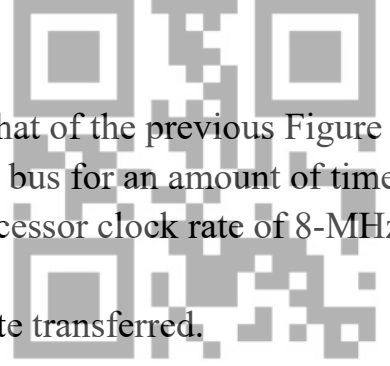 hat of the previous Figure
bus for an amount of time
cessor clock rate of 8-MHz
te transferred.